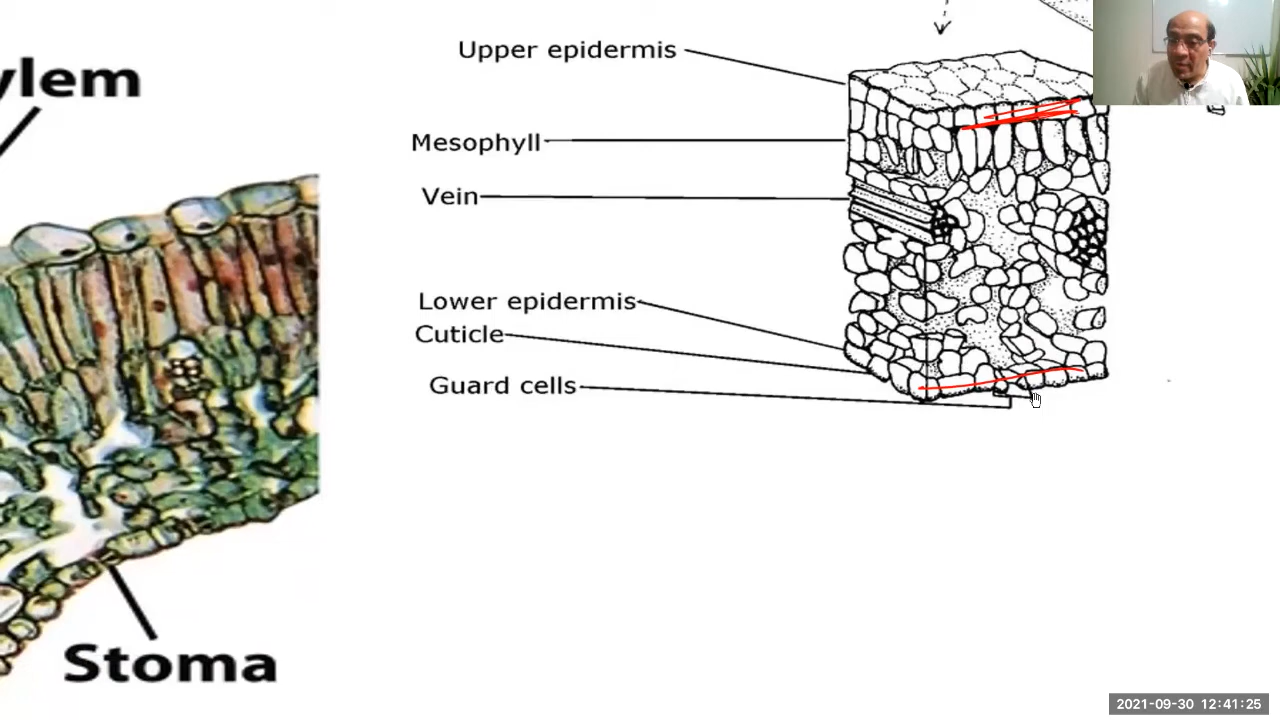 ylem
Upper epidermis
Mesophyll
Vein
Lower epidermis
Cuticle
Guard cells
Stoma
2021-09-30 12:41:25